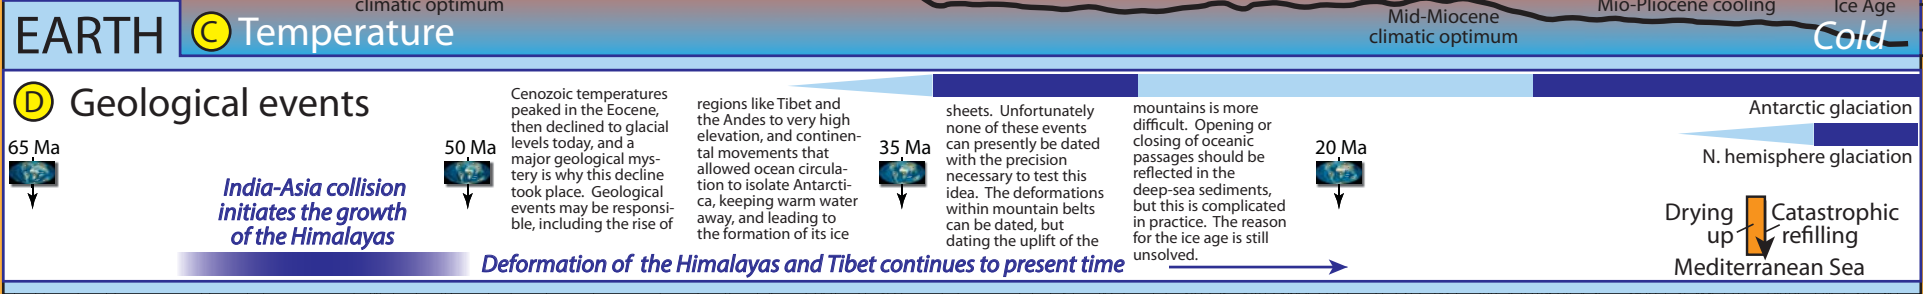 climatic optimum
Mid-Miocene
climatic optimum
Mio-Pliocene cooling
Ice Age
Cold
EARTH
C Temperature
D Geological events
65 Ma
50 Ma
35 Ma
20 Ma
India-Asia collision
initiates the growth
of the Himalayas
Cenozoic temperatures
peaked in the Eocene,
then declined to glacial
levels today, and a
major geological mys-
tery is why this decline
took place.  Geological
events may be responsi-
ble, including the rise of
regions like Tibet and
the Andes to very high
elevation, and continen-
tal movements that
allowed ocean circula-
tion to isolate Antarcti-
ca, keeping warm water
away, and leading to
the formation of its ice
sheets.  Unfortunately
none of these events
can presently be dated
with the precision
necessary to test this
idea.  The deformations
within mountain belts
can be dated, but
dating the uplift of the
mountains is more
difficult.  Opening or
closing of oceanic
passages should be
reflected in the
deep-sea sediments,
but this is complicated
in practice.  The reason
for the ice age is still
unsolved.
Deformation of the Himalayas and Tibet continues to present time
Antarctic glaciation
N. hemisphere glaciation
Drying
up
Catastrophic
refilling
Mediterranean Sea